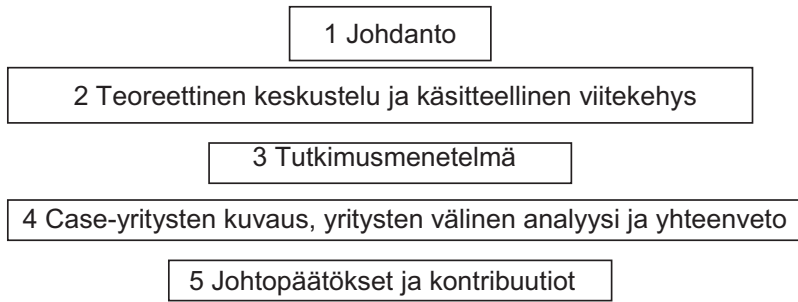 1 Johdanto
2 Teoreettinen keskustelu ja käsitteellinen viitekehys
3 Tutkimusmenetelmä
4 Case-yritysten kuvaus, yritysten välinen analyysi ja yhteenveto
5 Johtopäätökset ja kontribuutiot